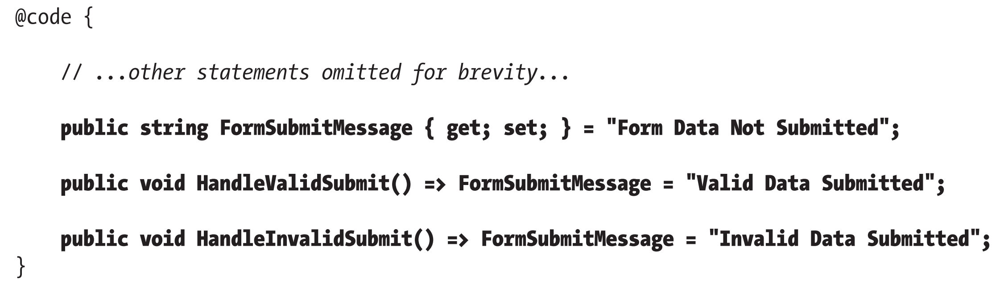 @code {
// ...other statements omitted for brevity...
public string FormSubmitMessage { get; set; } = "Form Data Not Submitted";
public void HandleValidSubmit() => FormSubmitMessage = "Valid Data Submitted";
public void HandleInvalidSubmit() => FormSubmitMessage = "Invalid Data Submitted";
}